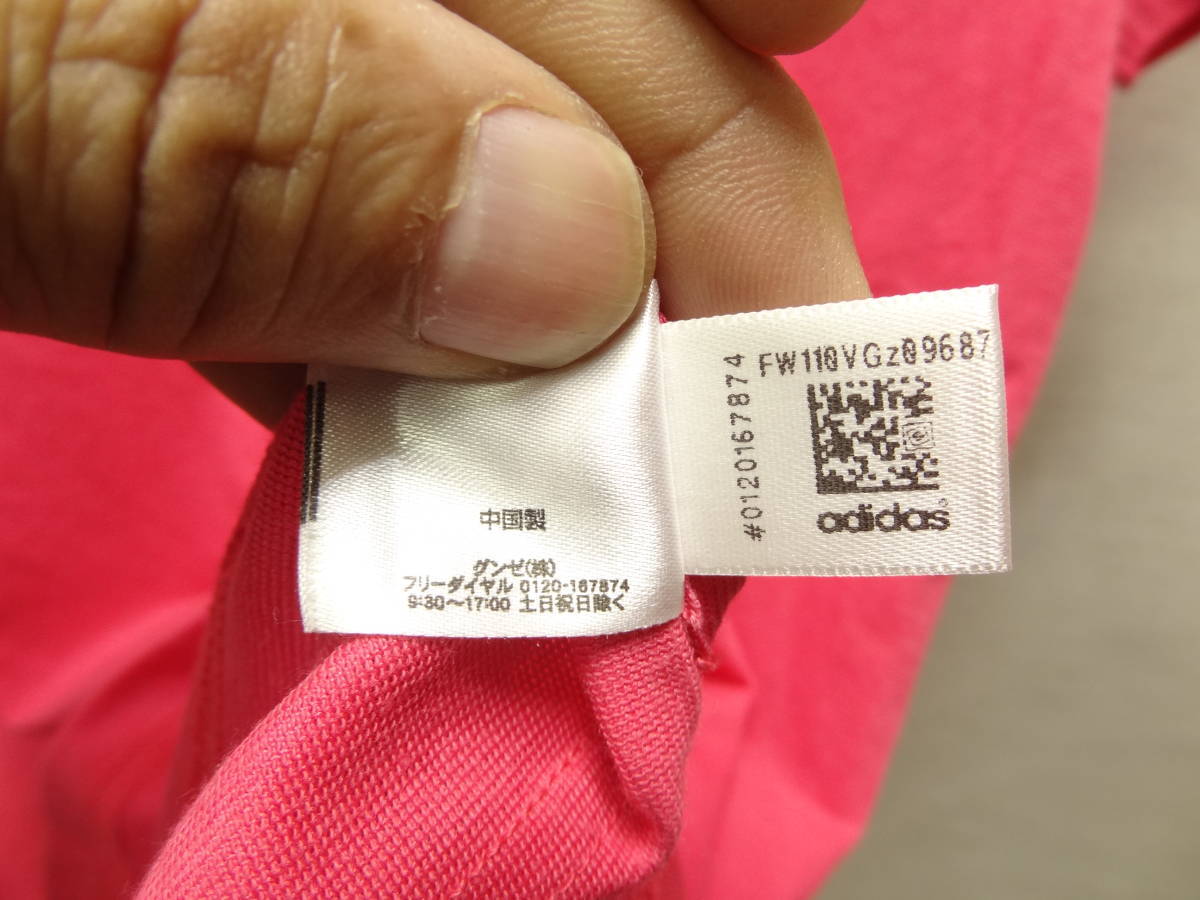 中国製
グンゼ(株)
フリーダイヤル 0120-167874
9:30～17:00 土日祝日除く
#0120167874
FW110VGz09687
adidas®